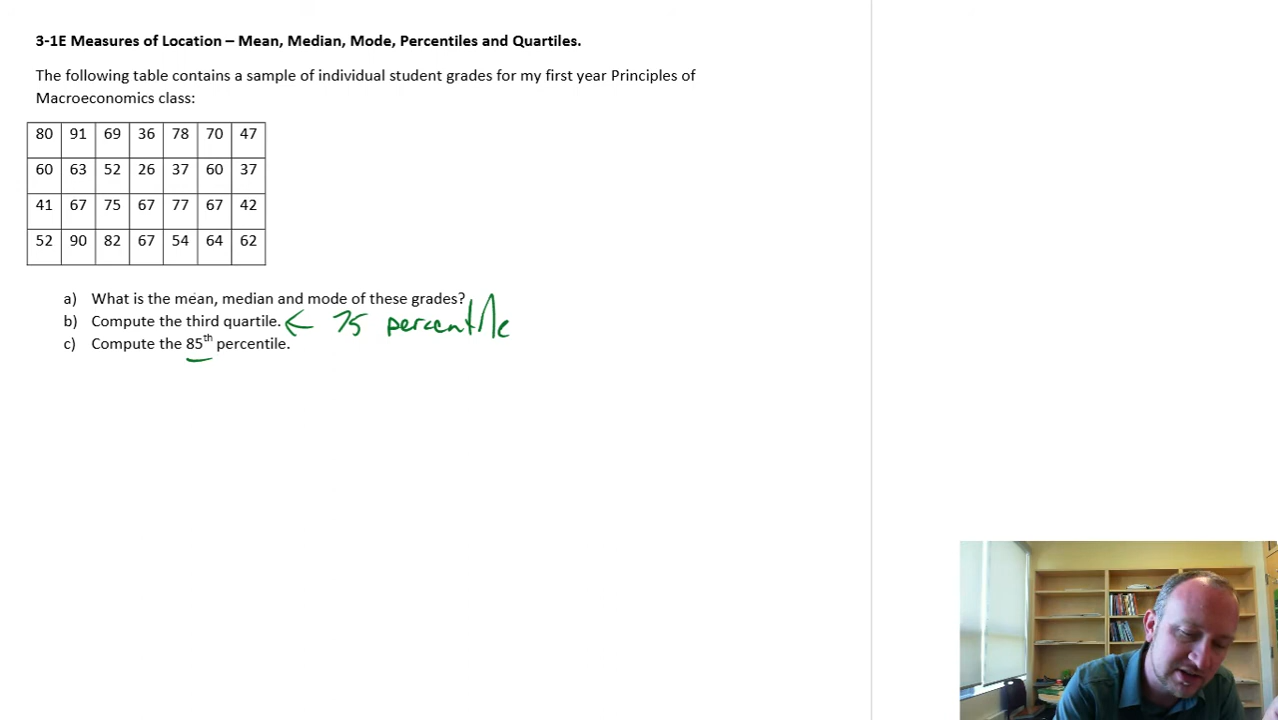 3-1E Measures of Location – Mean, Median, Mode, Percentiles and Quartiles.
The following table contains a sample of individual student grades for my first year Principles of
Macroeconomics class:
80 91 69 36 78 70 47
60 63 52 26 37 60 37
41 67 75 67 77 67 42
52 90 82 67 54 64 62
a) What is the mean, median and mode of these grades?
b) Compute the third quartile. ← 75 percentile
c) Compute the 85th percentile.